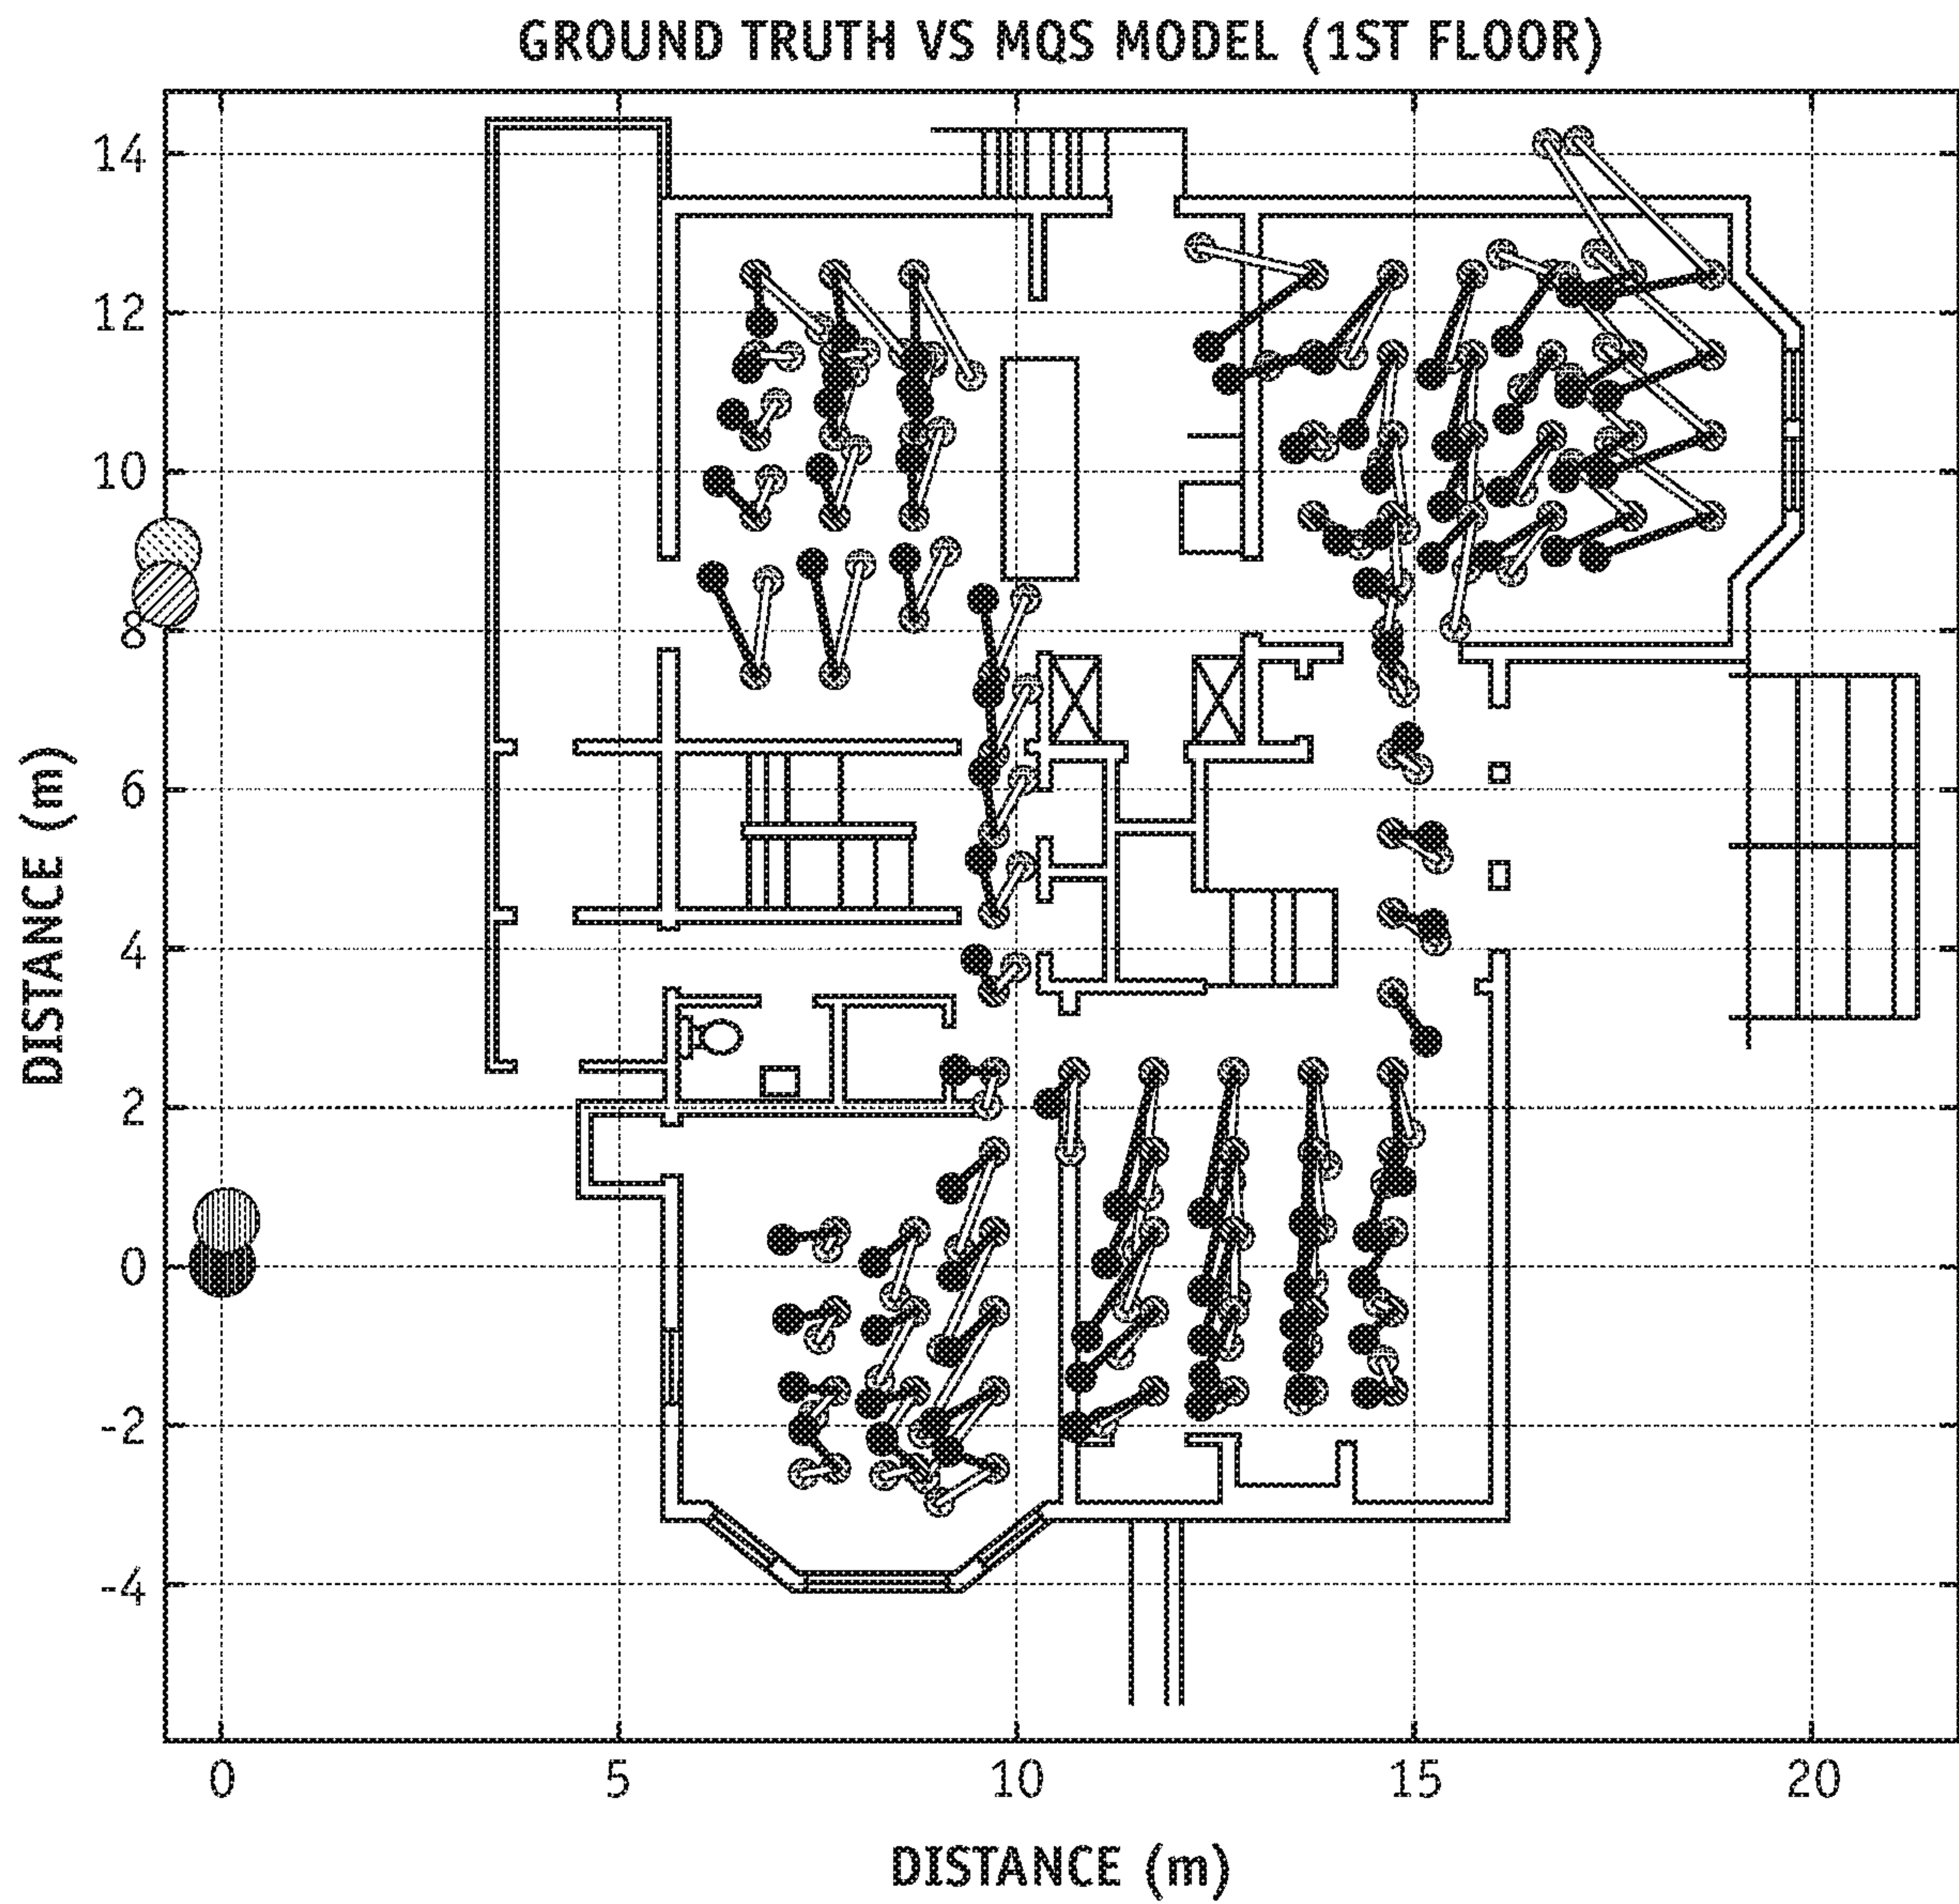 GROUND TRUTH VS MQS MODEL (1ST FLOOR)
14
12
10
8
6
4
2
0
-2
-4
DISTANCE (m)
0 5 10 15 20
DISTANCE (m)